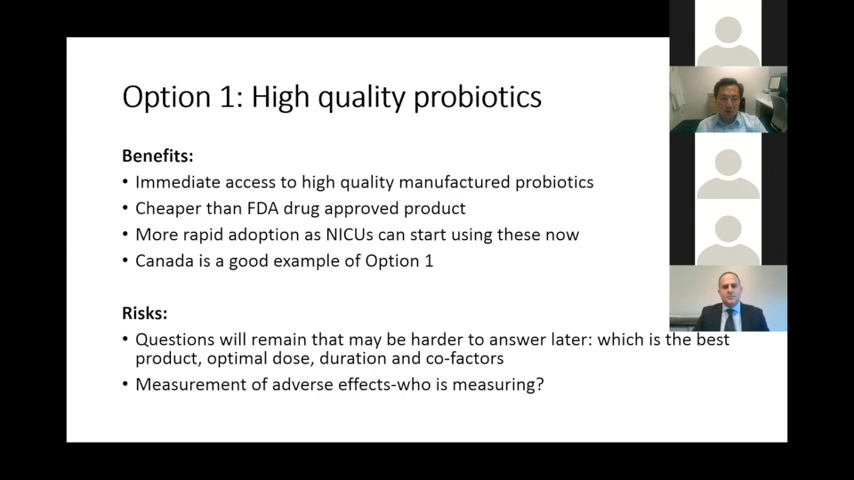 Option 1: High quality probiotics
Benefits:
• Immediate access to high quality manufactured probiotics
• Cheaper than FDA drug approved product
• More rapid adoption as NICUs can start using these now
• Canada is a good example of Option 1
Risks:
• Questions will remain that may be harder to answer later: which is the best
product, optimal dose, duration and co-factors
• Measurement of adverse effects-who is measuring?